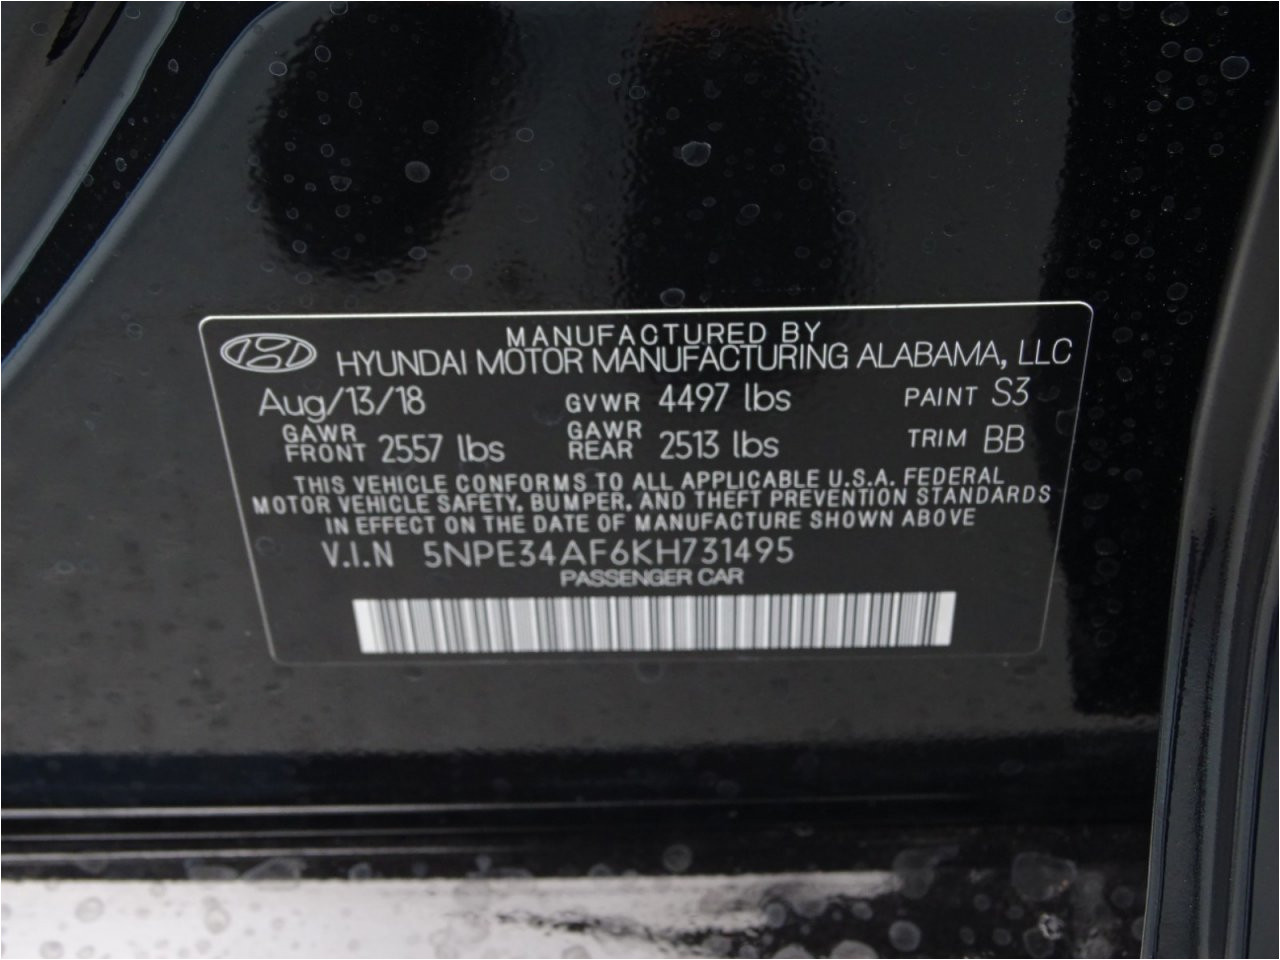 MANUFACTURED BY
HYUNDAI MOTOR MANUFACTURING ALABAMA, LLC
Aug/13/18 GVWR 4497 lbs PAINT S3
GAWR FRONT 2557 lbs GAWR REAR 2513 lbs TRIM BB
THIS VEHICLE CONFORMS TO ALL APPLICABLE U.S.A. FEDERAL
MOTOR VEHICLE SAFETY, BUMPER, AND THEFT PREVENTION STANDARDS
IN EFFECT ON THE DATE OF MANUFACTURE SHOWN ABOVE
V.I.N 5NPE34AF6KH731495
PASSENGER CAR